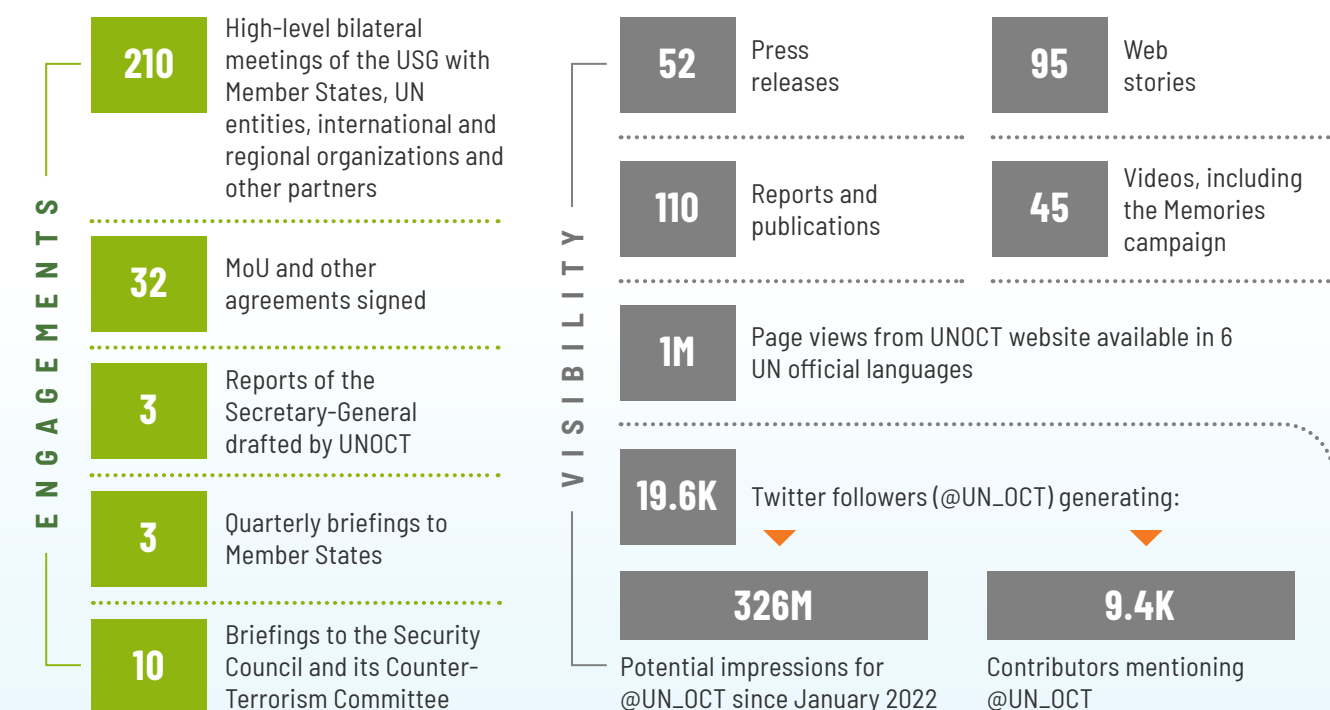 ENGAGEMENTS
210
High-level bilateral
meetings of the USG with
Member States, UN
entities, international and
regional organizations and
other partners
32
MoU and other
agreements signed
3
Reports of the
Secretary-General
drafted by UNOCT
3
Quarterly briefings to
Member States
10
Briefings to the Security
Council and its Counter-
Terrorism Committee
VISIBILITY
52
Press
releases
95
Web
stories
110
Reports and
publications
45
Videos, including
the Memories
campaign
1M
Page views from UNOCT website available in 6
UN official languages
19.6K
Twitter followers (@UN_OCT) generating:
326M
Potential impressions for
@UN_OCT since January 2022
9.4K
Contributors mentioning
@UN_OCT